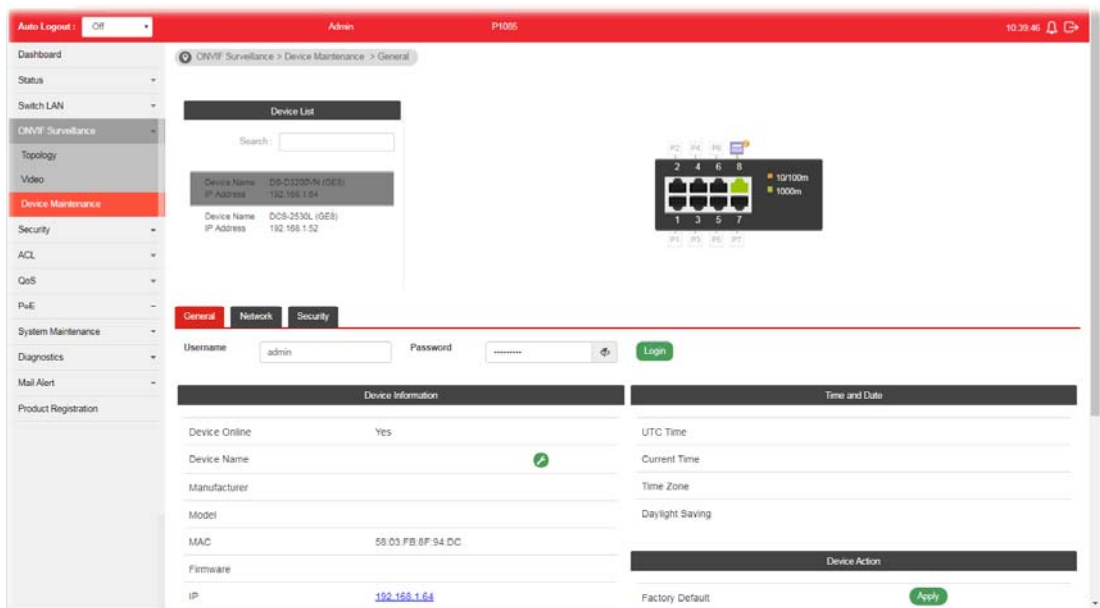 Auto Logout : Off Admin P1085 10:39:46
Dashboard
Status
Switch LAN
ONVIF Surveillance
Topology
Video
Device Maintenance
Security
ACL
QoS
PoE
System Maintenance
Diagnostics
Mail Alert
Product Registration
ONVIF Surveillance > Device Maintenance > General
Device List
Search :
Device Name DS-D3200VN (GE8)
IP Address 192.168.1.64
Device Name DCS-2530L (GE8)
IP Address 192.168.1.52
P2 P4 P6
2 4 6 8
10/100m
1000m
1 3 5 7
P1 P3 P5 P7
General Network Security
Username admin Password ········· Login
Device Information
Device Online Yes
Device Name
Manufacturer
Model
MAC 58:03:FB:8F:94:DC
Firmware
IP 192.168.1.64
Time and Date
UTC Time
Current Time
Time Zone
Daylight Saving
Device Action
Factory Default Apply